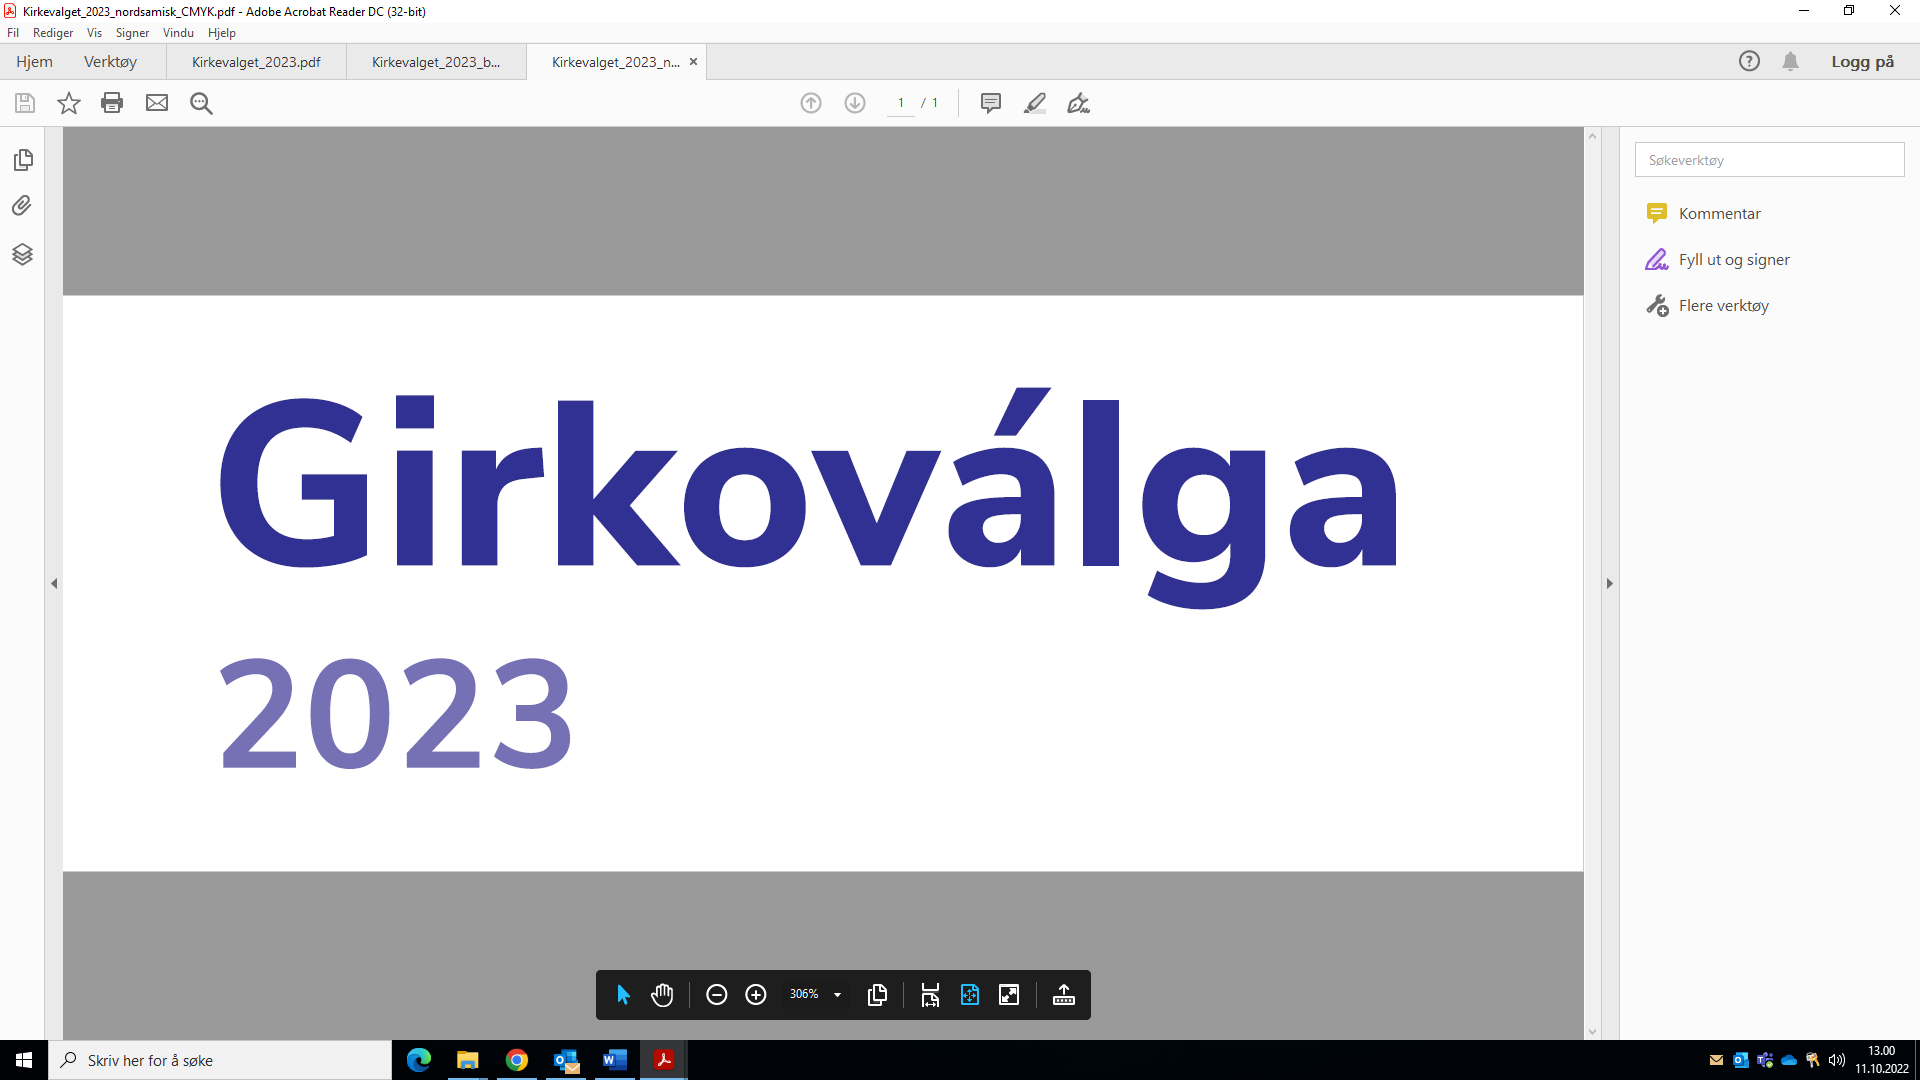 Kirkevalget_2023_nordsamisk_CMYK.pdf - Adobe Acrobat Reader DC (32-bit)
Fil Rediger Vis Signer Vindu Hjelp
Hjem Verktøy Kirkevalget_2023.pdf Kirkevalget_2023_b... Kirkevalget_2023_n... Logg på
1 / 1
Søkeverktøy
Kommentar
Fyll ut og signer
Flere verktøy
Girkoválga
2023
306%
Skriv her for å søke
13.00
11.10.2022